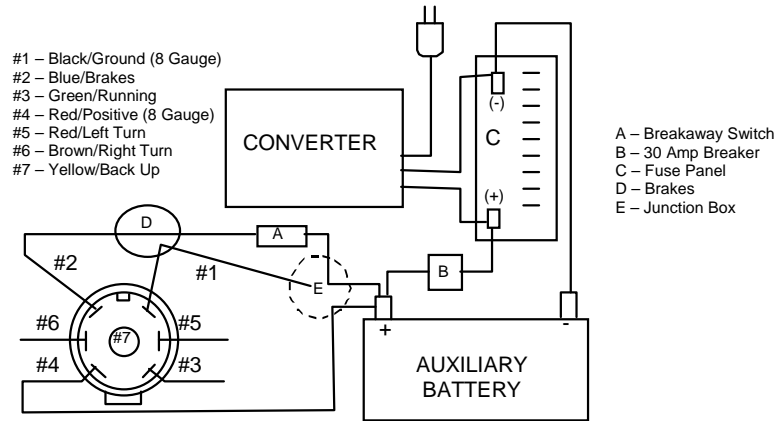 #1 – Black/Ground (8 Gauge)
#2 – Blue/Brakes
#3 – Green/Running
#4 – Red/Positive (8 Gauge)
#5 – Red/Left Turn
#6 – Brown/Right Turn
#7 – Yellow/Back Up
CONVERTER
(-)
C
(+)
A – Breakaway Switch
B – 30 Amp Breaker
C – Fuse Panel
D – Brakes
E – Junction Box
D
A
#2
#1
E
B
#6
#7
#5
#4
#3
+
-
AUXILIARY
BATTERY